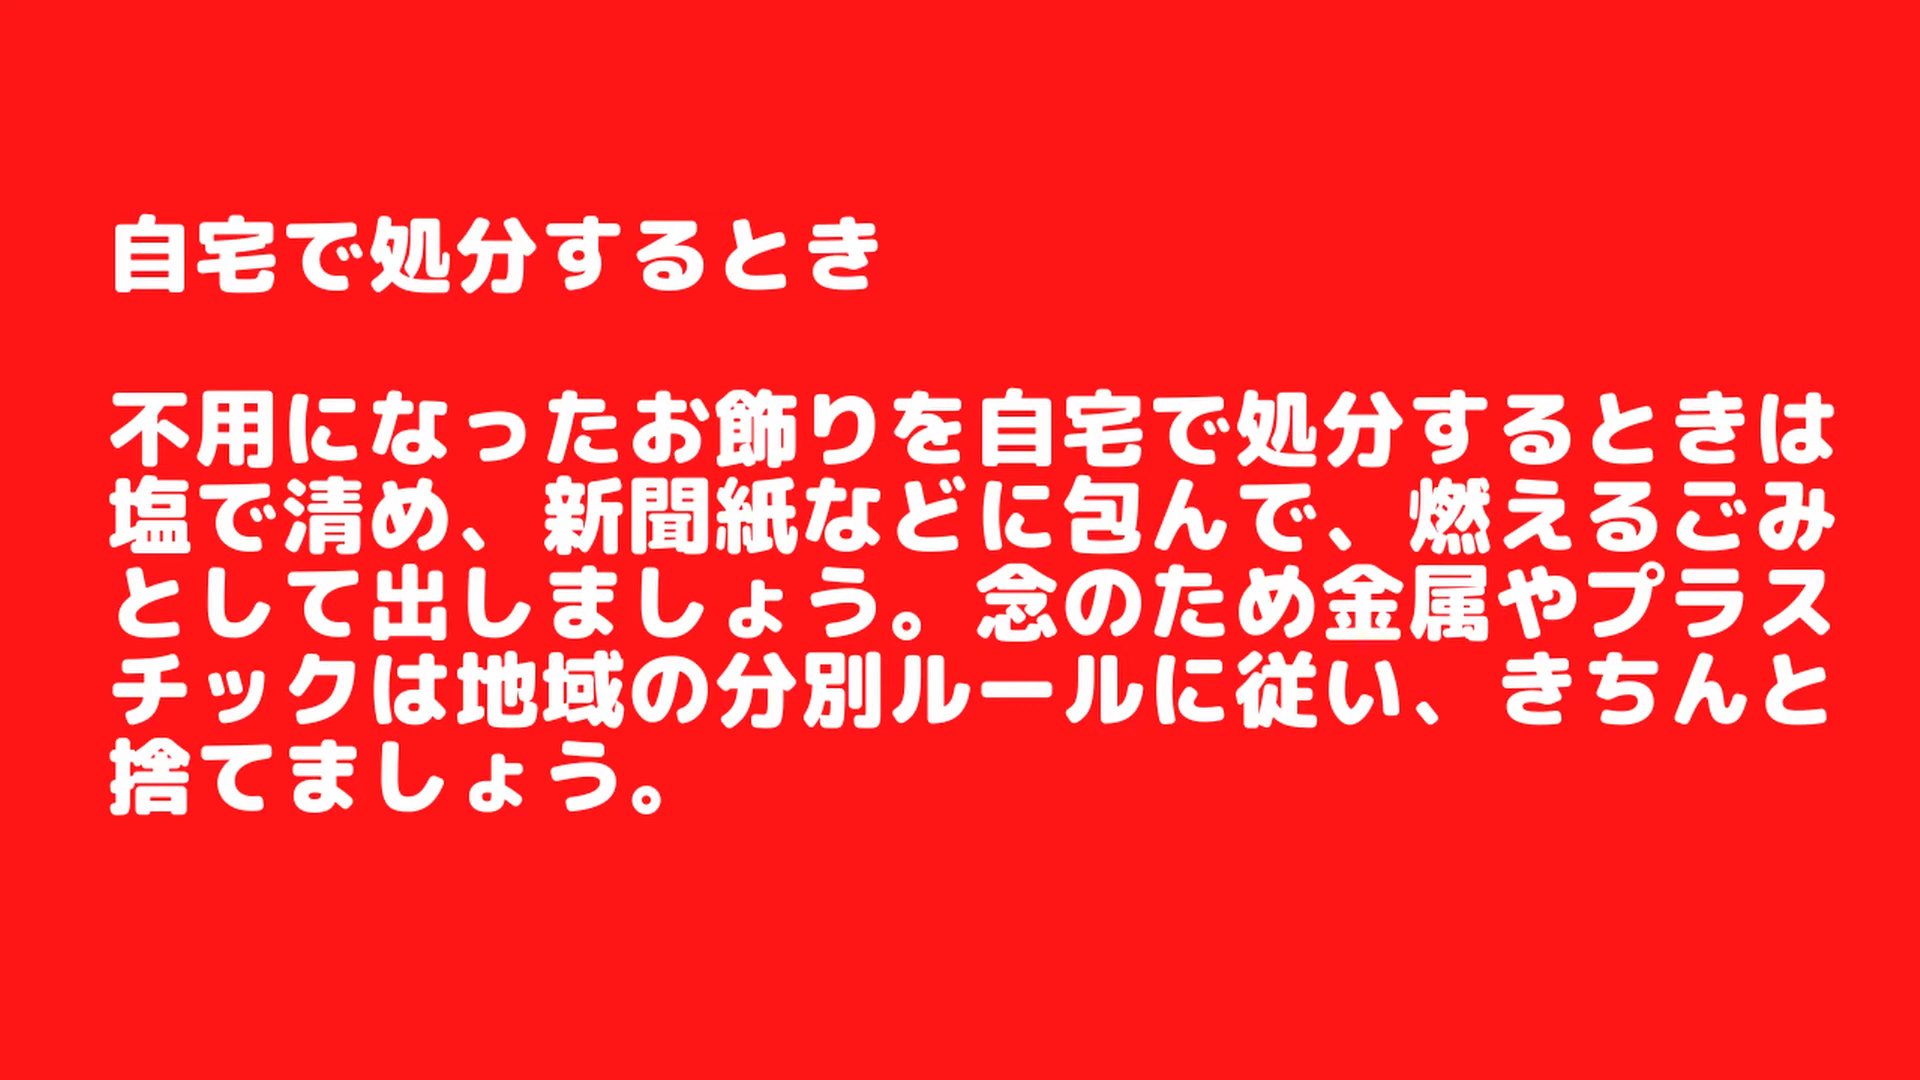 自宅で処分するとき
不用になったお飾りを自宅で処分するときは
塩で清め、新聞紙などに包んで、燃えるごみ
として出しましょう。念のため金属やプラス
チックは地域の分別ルールに従い、きちんと
捨てましょう。